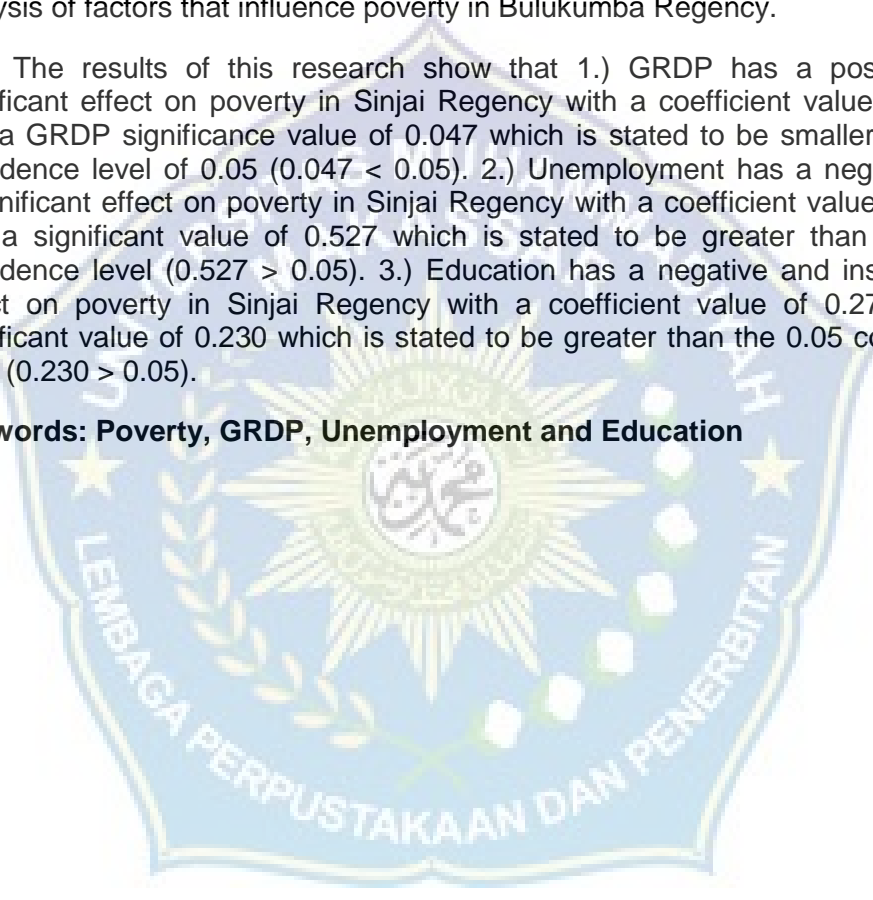 ysis of factors that influence poverty in Bulukumba Regency.
The results of this research show that 1.) GRDP has a pos
ficant effect on poverty in Sinjai Regency with a coefficient value
a GRDP significance value of 0.047 which is stated to be smaller
dence level of 0.05 (0.047 < 0.05). 2.) Unemployment has a neg
nificant effect on poverty in Sinjai Regency with a coefficient value
a significant value of 0.527 which is stated to be greater than
dence level (0.527 > 0.05). 3.) Education has a negative and ins
ct on poverty in Sinjai Regency with a coefficient value of 0.27
ficant value of 0.230 which is stated to be greater than the 0.05 co
(0.230 > 0.05).
words: Poverty, GRDP, Unemployment and Education
UNIVERSITAS MUHAMMADIYAH
MAKASSAR
LEMBAGA PERPUSTAKAAN DAN PENERBITAN